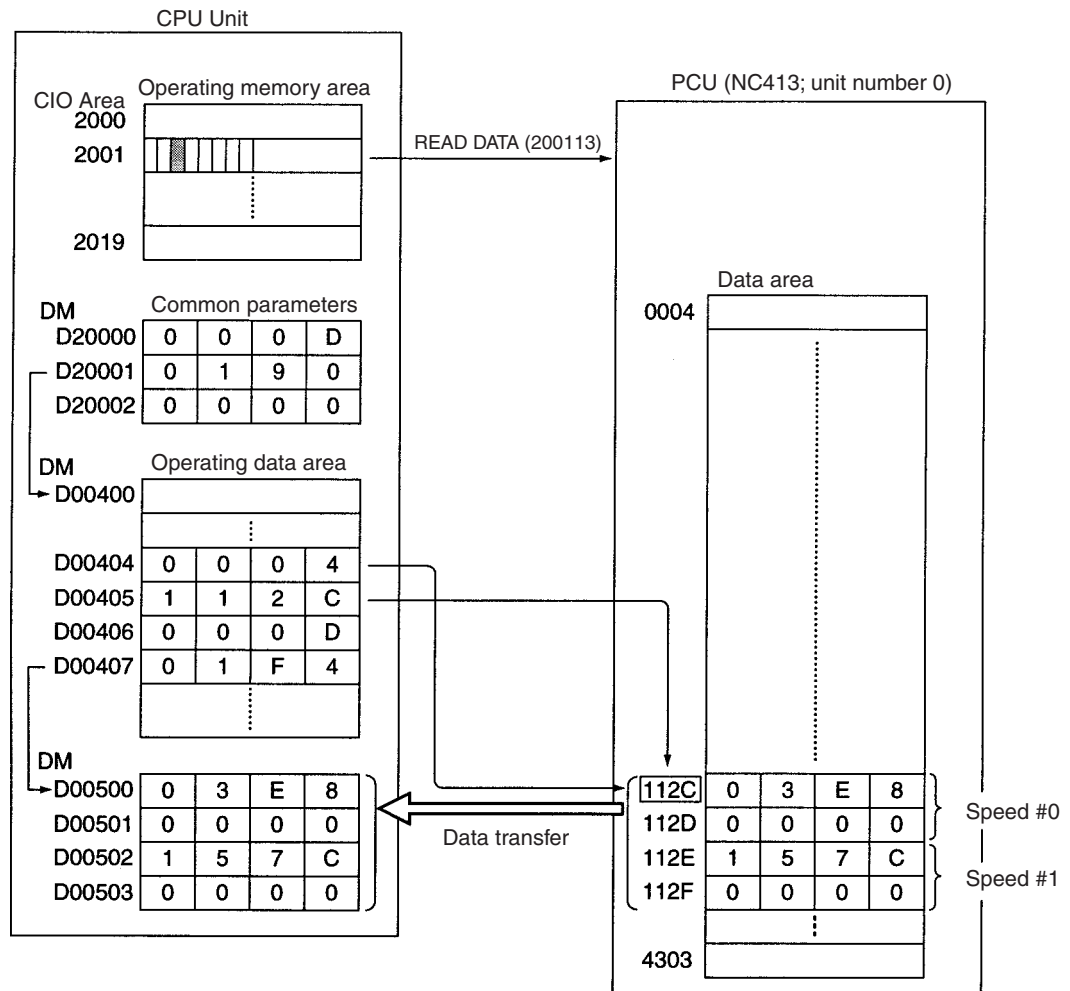 CPU Unit
CIO Area
Operating memory area
2000
2001
2019
READ DATA (200113)
PCU (NC413; unit number 0)
DM
Common parameters
D20000 0 0 0 D
D20001 0 1 9 0
D20002 0 0 0 0
DM
Operating data area
D00400
D00404 0 0 0 4
D00405 1 1 2 C
D00406 0 0 0 D
D00407 0 1 F 4
DM
D00500 0 3 E 8
D00501 0 0 0 0
D00502 1 5 7 C
D00503 0 0 0 0
Data transfer
Data area
0004
112C 0 3 E 8
112D 0 0 0 0
Speed #0
112E 1 5 7 C
112F 0 0 0 0
Speed #1
4303